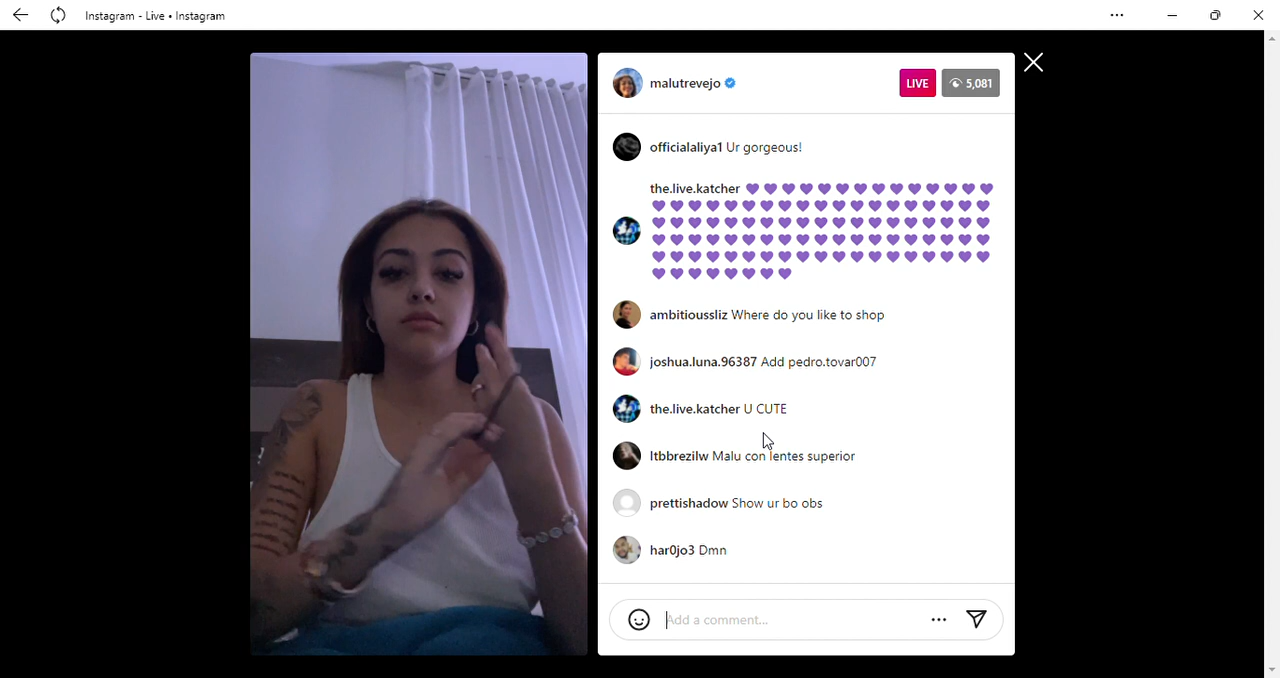 Instagram - Live • Instagram
malutrevejo
LIVE
5,081
officialaliya1 Ur gorgeous!
the.live.katcher 💜💜💜💜💜💜💜💜💜💜💜💜💜💜
💜💜💜💜💜💜💜💜💜💜💜💜💜💜💜💜💜💜💜
💜💜💜💜💜💜💜💜💜💜💜💜💜💜💜💜💜💜💜
💜💜💜💜💜💜💜💜💜💜💜💜💜💜💜💜💜💜💜
💜💜💜💜💜💜💜💜💜💜💜💜💜💜💜💜💜💜💜
💜💜💜💜💜💜💜💜
ambitioussliz Where do you like to shop
joshua.luna.96387 Add pedro.tovar007
the.live.katcher U CUTE
ltbbrezilw Malu con lentes superior
prettishadow Show ur bo obs
har0jo3 Dmn
Add a comment...